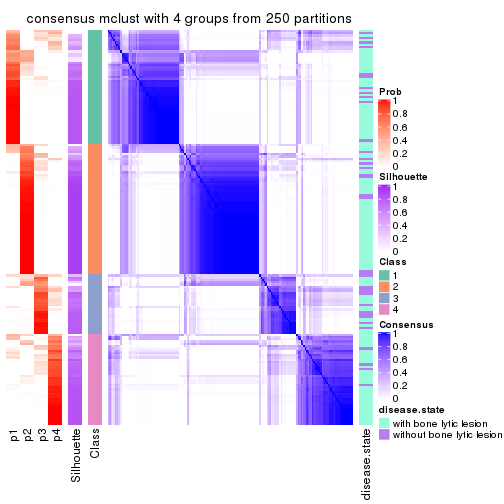 consensus mclust with 4 groups from 250 partitions
p1
p2
p3
p4
Silhouette
Class
disease.state
Prob
1
0.8
0.6
0.4
0.2
0
Silhouette
1
0.8
0.6
0.4
0.2
0
Class
1
2
3
4
Consensus
1
0.8
0.6
0.4
0.2
0
disease.state
with bone lytic lesion
without bone lytic lesion